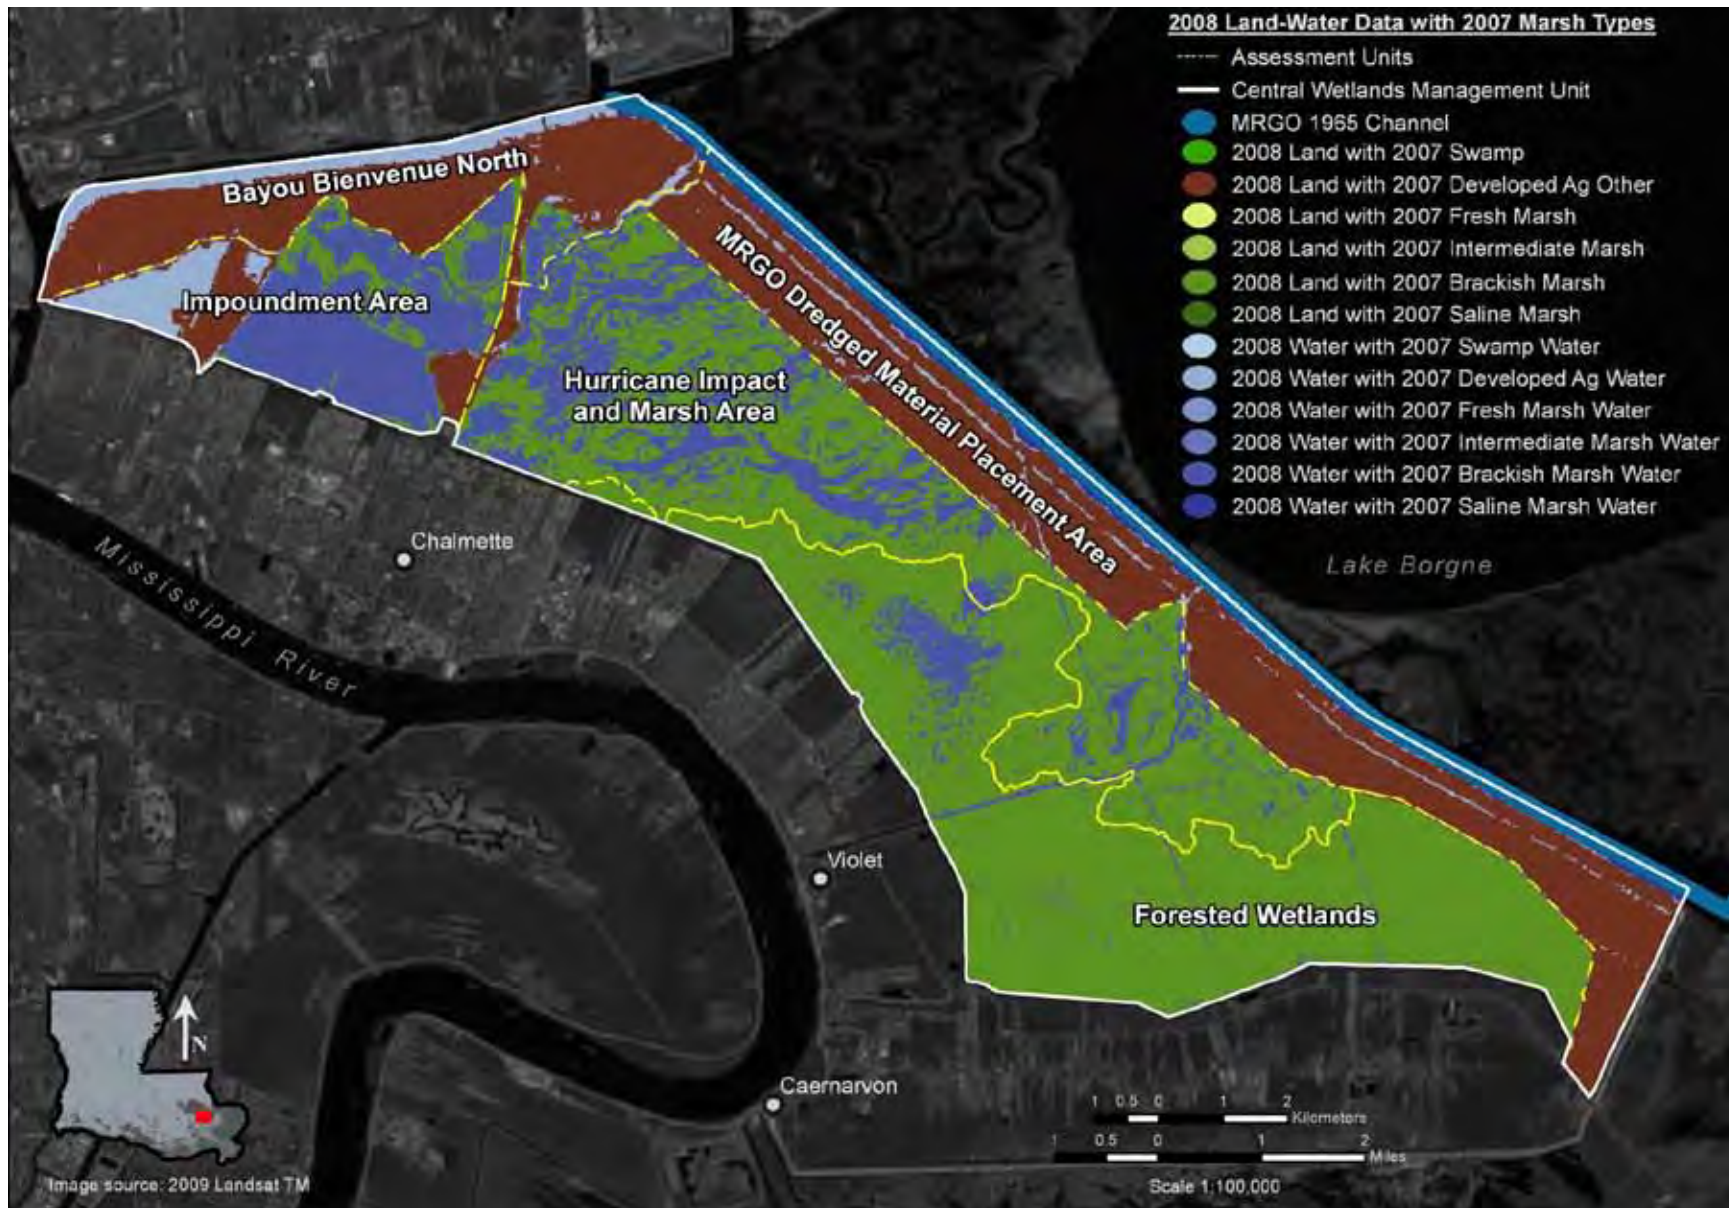 2008 Land-Water Data with 2007 Marsh Types
Assessment Units
Central Wetlands Management Unit
MRGO 1965 Channel
2008 Land with 2007 Swamp
2008 Land with 2007 Developed Ag Other
2008 Land with 2007 Fresh Marsh
2008 Land with 2007 Intermediate Marsh
2008 Land with 2007 Brackish Marsh
2008 Land with 2007 Saline Marsh
2008 Water with 2007 Swamp Water
2008 Water with 2007 Developed Ag Water
2008 Water with 2007 Fresh Marsh Water
2008 Water with 2007 Intermediate Marsh Water
2008 Water with 2007 Brackish Marsh Water
2008 Water with 2007 Saline Marsh Water
Bayou Bienvenue North
Impoundment Area
MRGO Dredged Material Placement Area
Hurricane Impact
and Marsh Area
Lake Borgne
Chalmette
Mississippi River
Violet
Forested Wetlands
N
Caernarvon
1 0.5 0 1 2
Kilometers
1 0.5 0 1 2
Miles
Image source: 2009 Landsat TM
Scale 1:100,000